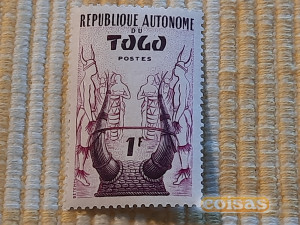 REPUBLIQUE AUTONOME
DU
TOGO
POSTES
1F
coisas